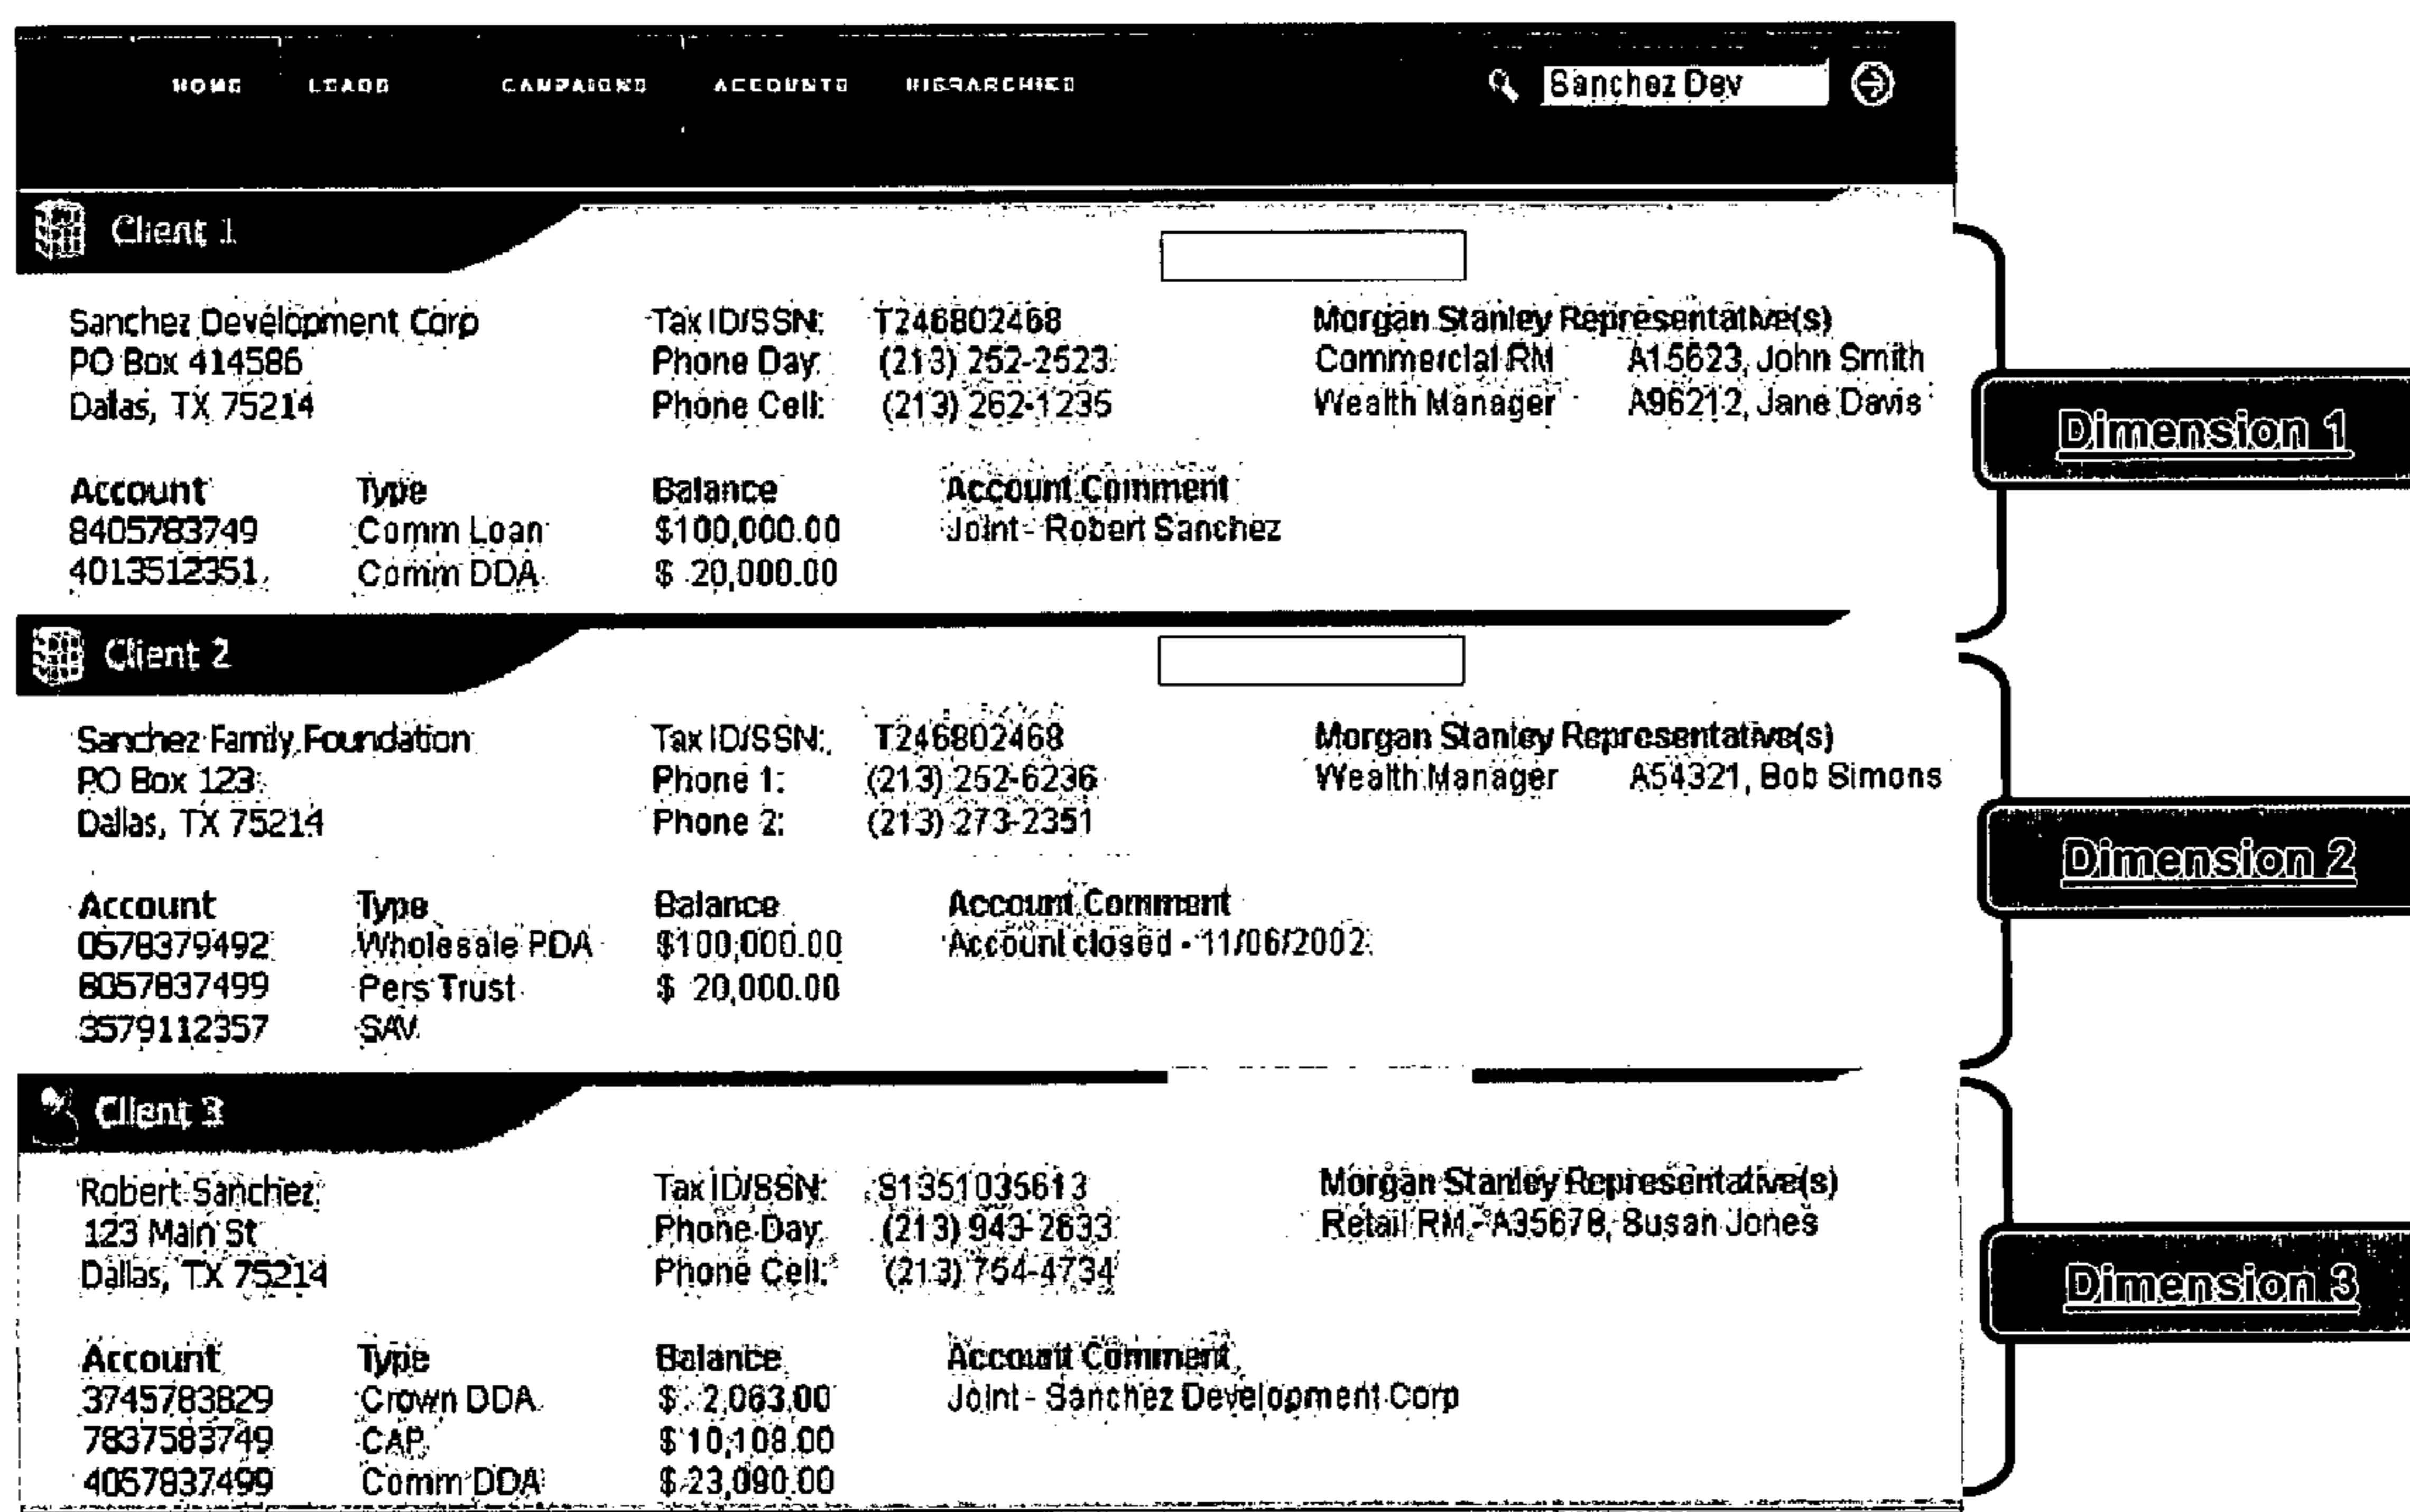 HOME LEADS CAMPAIGNS ACCOUNTS HIERARCHIES Sanchez Dev
Client 1
Sanchez Development Corp Tax ID/SSN: T246802468 Morgan Stanley Representative(s)
PO Box 414586 Phone Day: (213) 252-2523 Commercial RM A15623, John Smith
Dalas, TX 75214 Phone Cell: (213) 262-1235 Wealth Manager A96212, Jane Davis
Account Type Balance Account Comment
8405783749 Comm Loan $100,000.00 Joint - Robert Sanchez
4013512351 Comm DDA $ 20,000.00
Dimension 1
Client 2
Sanchez Family Foundation Tax ID/SSN: T246802468 Morgan Stanley Representative(s)
PO Box 123 Phone 1: (213) 252-6236 Wealth Manager A54321, Bob Simons
Dallas, TX 75214 Phone 2: (213) 273-2351
Account Type Balance Account Comment
0578379492 Wholesale PDA $100,000.00 Account closed - 11/06/2002
8057837499 Pers Trust $ 20,000.00
3579112357 SAV
Dimension 2
Client 3
Robert Sanchez Tax ID/SSN: S1351035613 Morgan Stanley Representative(s)
123 Main St Phone Day: (213) 943-2633 Retail RM - A35678, Susan Jones
Dallas, TX 75214 Phone Cell: (213) 764-4734
Account Type Balance Account Comment
3745783829 Crown DDA $ 2,063.00 Joint - Sanchez Development Corp
7837583749 CAP $ 10,108.00
4057837499 Comm DDA $ 23,090.00
Dimension 3